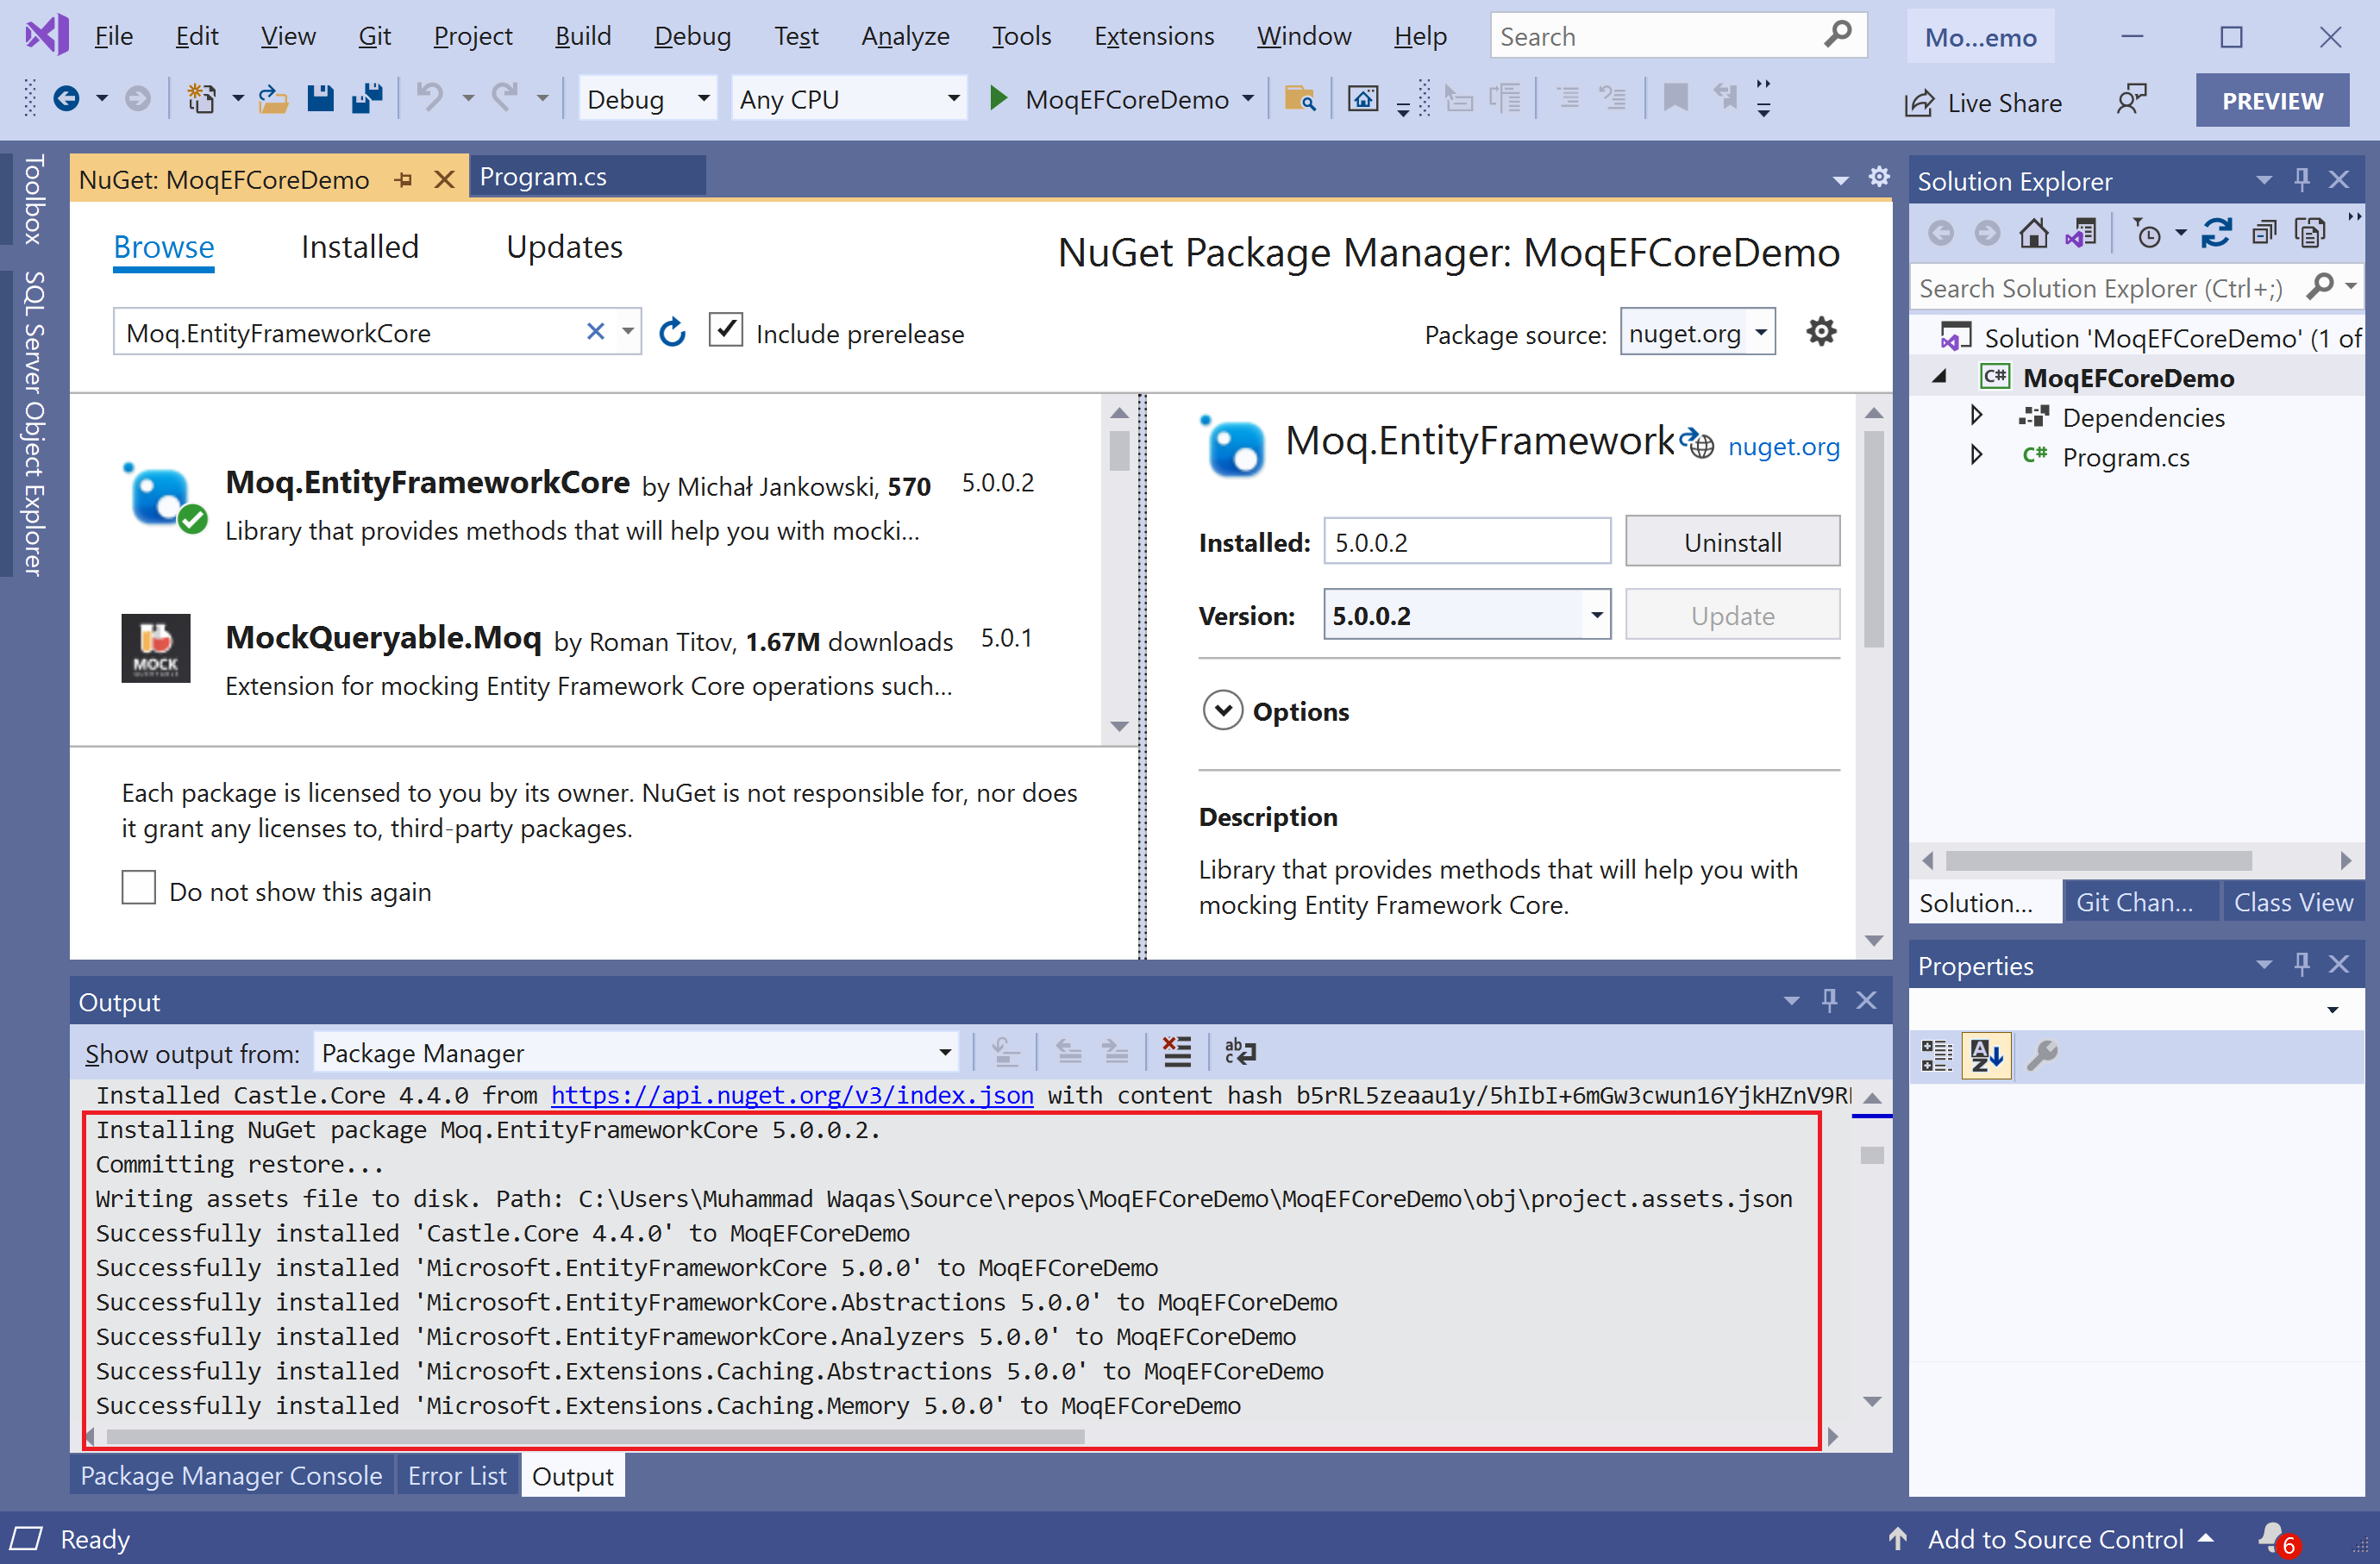 File Edit View Git Project Build Debug Test Analyze Tools Extensions Window Help Search Mo...emo
Debug Any CPU MoqEFCoreDemo Live Share PREVIEW
Toolbox
SQL Server Object Explorer
NuGet: MoqEFCoreDemo Program.cs
Browse Installed Updates
NuGet Package Manager: MoqEFCoreDemo
Moq.EntityFrameworkCore Include prerelease Package source: nuget.org
Moq.EntityFrameworkCore by Michał Jankowski, 570 5.0.0.2
Library that provides methods that will help you with mocki...
MOCK
MockQueryable.Moq by Roman Titov, 1.67M downloads 5.0.1
Extension for mocking Entity Framework Core operations such...
Each package is licensed to you by its owner. NuGet is not responsible for, nor does
it grant any licenses to, third-party packages.
Do not show this again
Moq.EntityFramework nuget.org
Installed: 5.0.0.2 Uninstall
Version: 5.0.0.2 Update
Options
Description
Library that provides methods that will help you with
mocking Entity Framework Core.
Output
Show output from: Package Manager
Installed Castle.Core 4.4.0 from https://api.nuget.org/v3/index.json with content hash b5rRL5zeaau1y/5hIbI+6mGw3cwun16YjkHZnV9R
Installing NuGet package Moq.EntityFrameworkCore 5.0.0.2.
Committing restore...
Writing assets file to disk. Path: C:\Users\Muhammad Waqas\Source\repos\MoqEFCoreDemo\MoqEFCoreDemo\obj\project.assets.json
Successfully installed 'Castle.Core 4.4.0' to MoqEFCoreDemo
Successfully installed 'Microsoft.EntityFrameworkCore 5.0.0' to MoqEFCoreDemo
Successfully installed 'Microsoft.EntityFrameworkCore.Abstractions 5.0.0' to MoqEFCoreDemo
Successfully installed 'Microsoft.EntityFrameworkCore.Analyzers 5.0.0' to MoqEFCoreDemo
Successfully installed 'Microsoft.Extensions.Caching.Abstractions 5.0.0' to MoqEFCoreDemo
Successfully installed 'Microsoft.Extensions.Caching.Memory 5.0.0' to MoqEFCoreDemo
Package Manager Console Error List Output
Solution Explorer
Search Solution Explorer (Ctrl+;)
Solution 'MoqEFCoreDemo' (1 of
C# MoqEFCoreDemo
Dependencies
C# Program.cs
Solution... Git Chan... Class View
Properties
Ready Add to Source Control 6